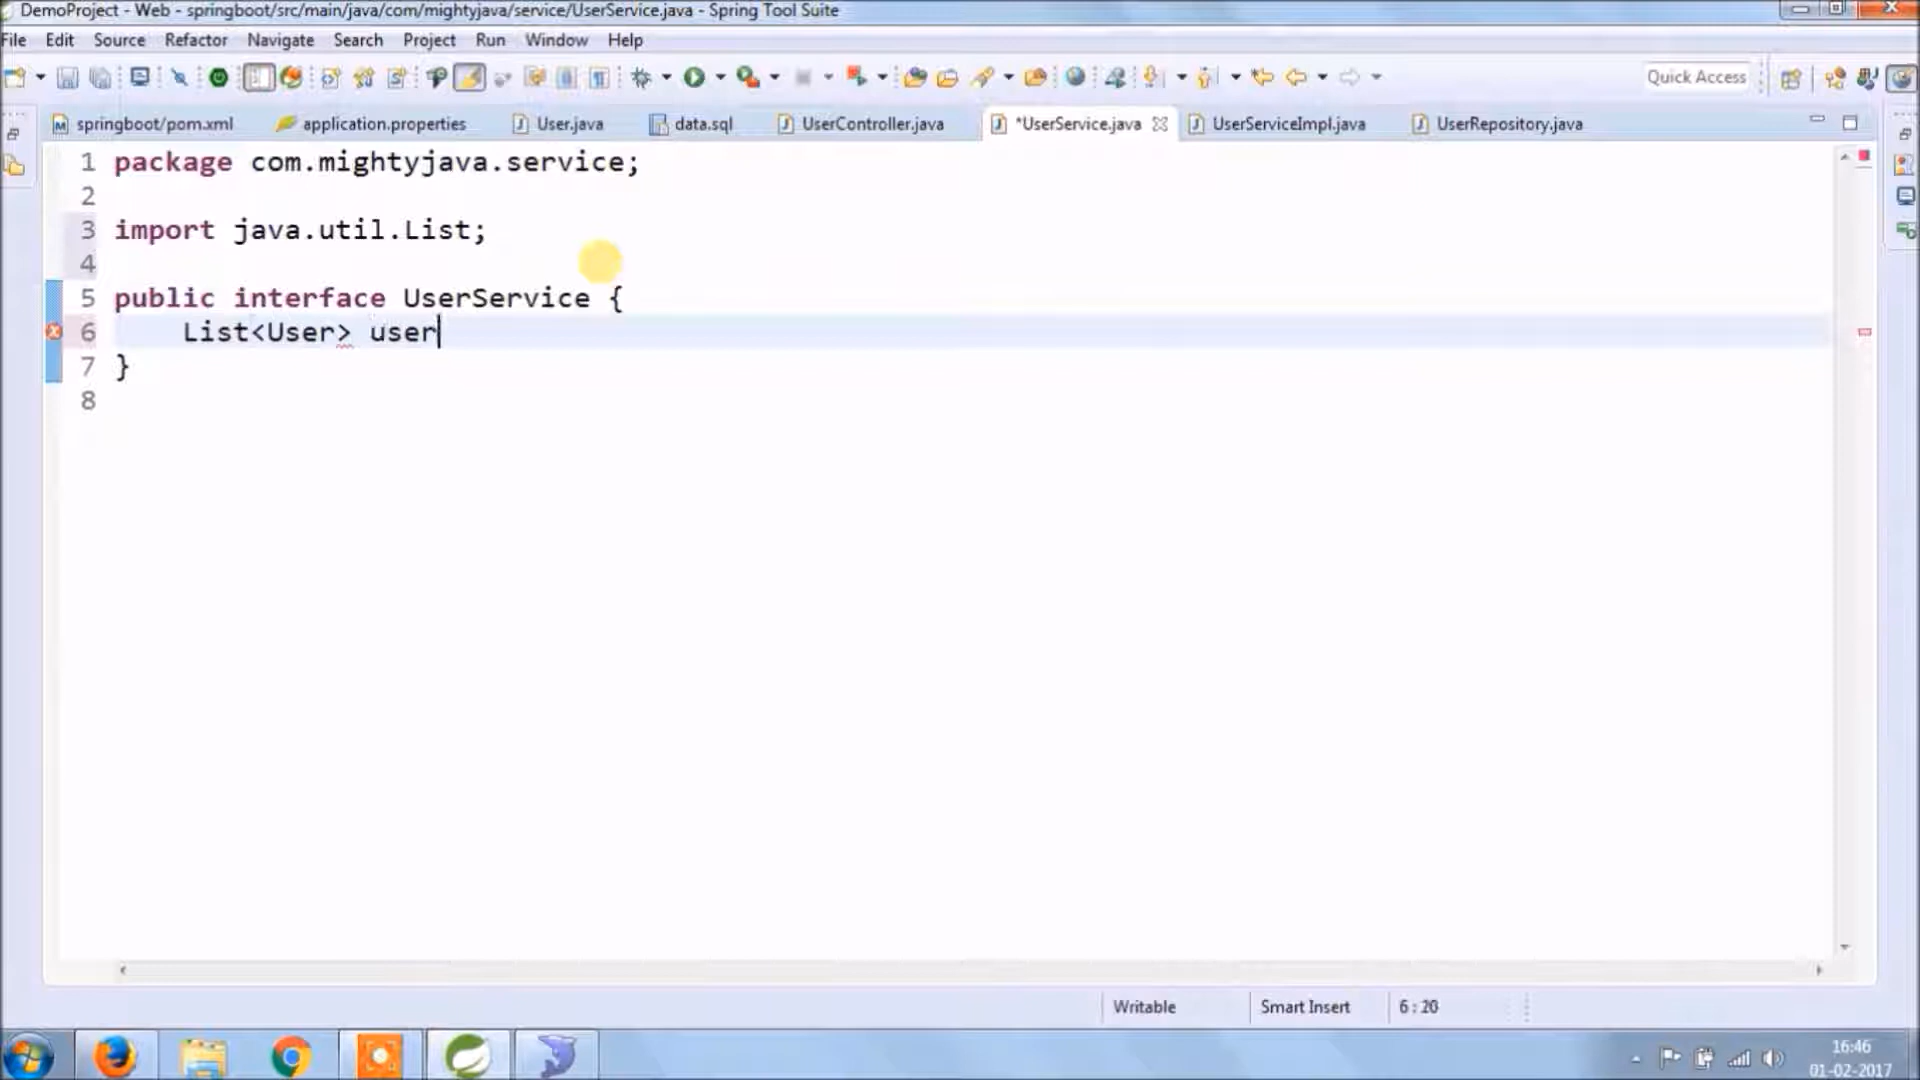 DemoProject - Web - springboot/src/main/java/com/mightyjava/service/UserService.java - Spring Tool Suite
File Edit Source Refactor Navigate Search Project Run Window Help
Quick Access
springboot/pom.xml application.properties User.java data.sql UserController.java *UserService.java UserServiceImpl.java UserRepository.java
1 package com.mightyjava.service;
2
3 import java.util.List;
4
5 public interface UserService {
6 List<User> user
7 }
8
Writable Smart Insert 6 : 20
16:46
01-02-2017